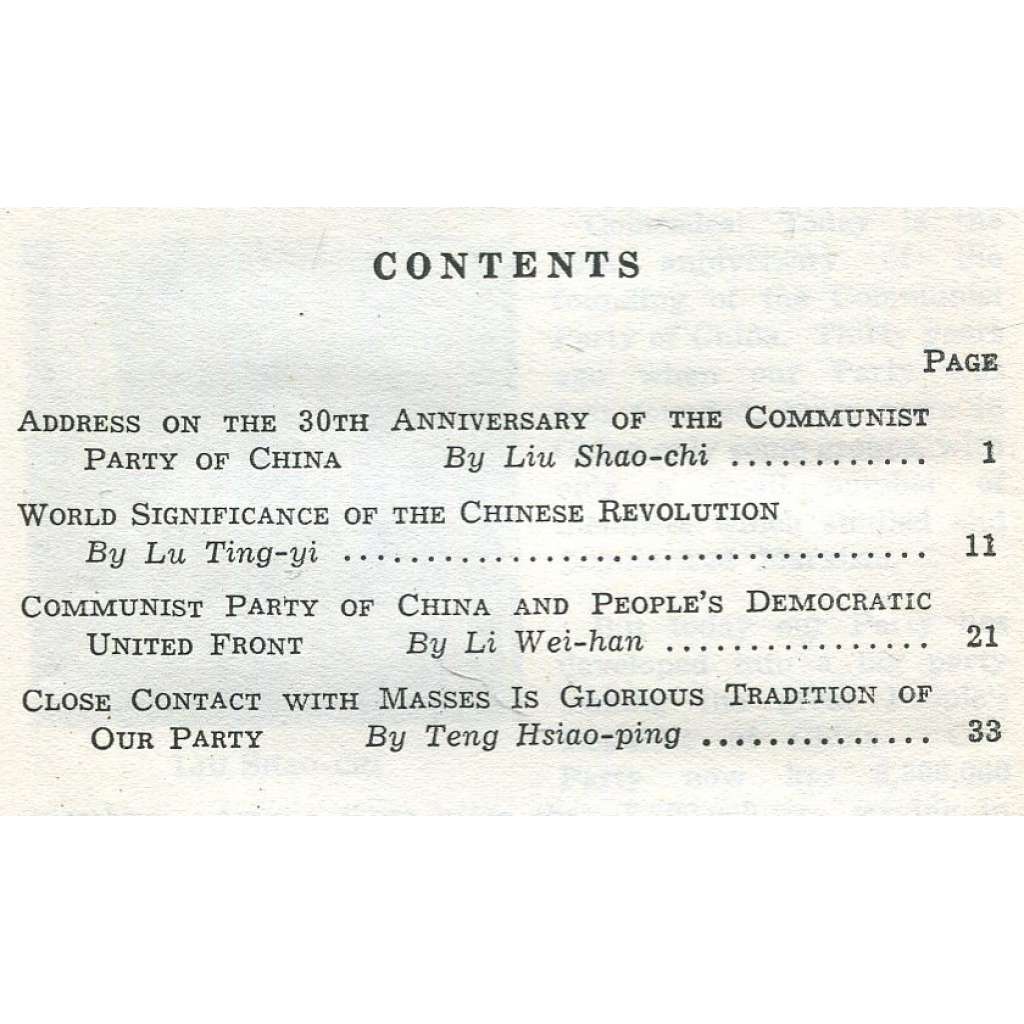 CONTENTS
PAGE
ADDRESS ON THE 30TH ANNIVERSARY OF THE COMMUNIST
PARTY OF CHINA By Liu Shao-chi ............. 1
WORLD SIGNIFICANCE OF THE CHINESE REVOLUTION
By Lu Ting-yi ................................... 11
COMMUNIST PARTY OF CHINA AND PEOPLE'S DEMOCRATIC
UNITED FRONT By Li Wei-han ................ 21
CLOSE CONTACT WITH MASSES IS GLORIOUS TRADITION OF
OUR PARTY By Teng Hsiao-ping .............. 33